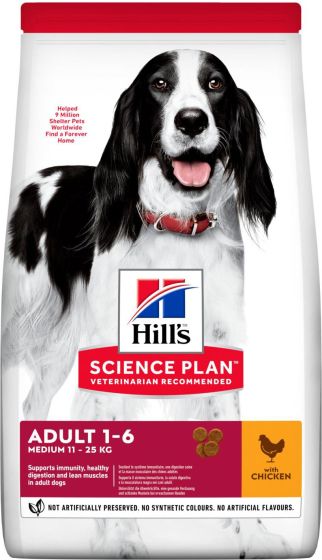 Helped
9 Million
Shelter Pets
Worldwide
Find a Forever
Home
Hill's
SCIENCE PLAN™
VETERINARIAN RECOMMENDED
ADULT 1-6
MEDIUM 11 - 25 KG
Supports immunity, healthy
digestion and lean muscles
in adult dogs
with
CHICKEN
NOT ARTIFICIALLY PRESERVED. NO SYNTHETIC COLOURS. NO ARTIFICIAL FLAVOURS.